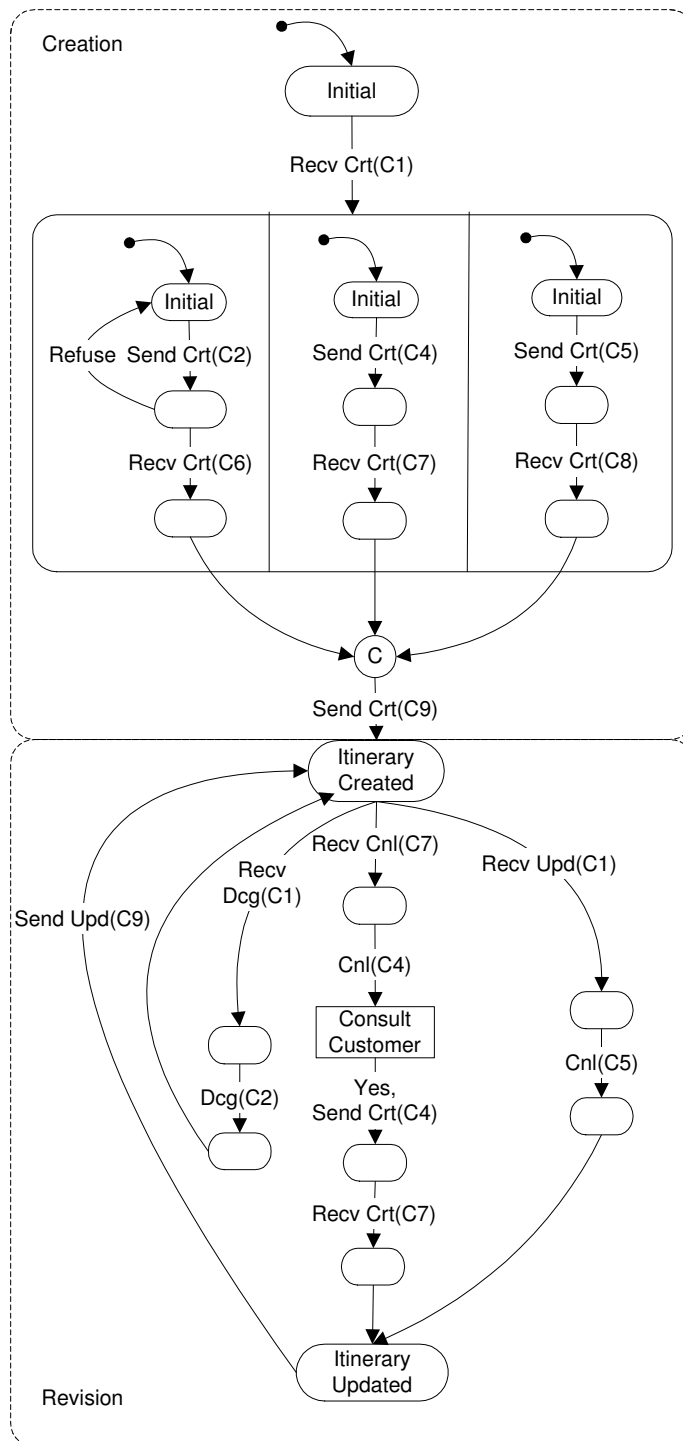 Creation
Initial
Recv Crt(C1)
Initial
Initial
Initial
Refuse
Send Crt(C2)
Send Crt(C4)
Send Crt(C5)
Recv Crt(C6)
Recv Crt(C7)
Recv Crt(C8)
C
Send Crt(C9)
Itinerary
Created
Recv Cnl(C7)
Recv
Dcg(C1)
Recv Upd(C1)
Send Upd(C9)
Cnl(C4)
Consult
Customer
Cnl(C5)
Dcg(C2)
Yes,
Send Crt(C4)
Recv Crt(C7)
Itinerary
Updated
Revision